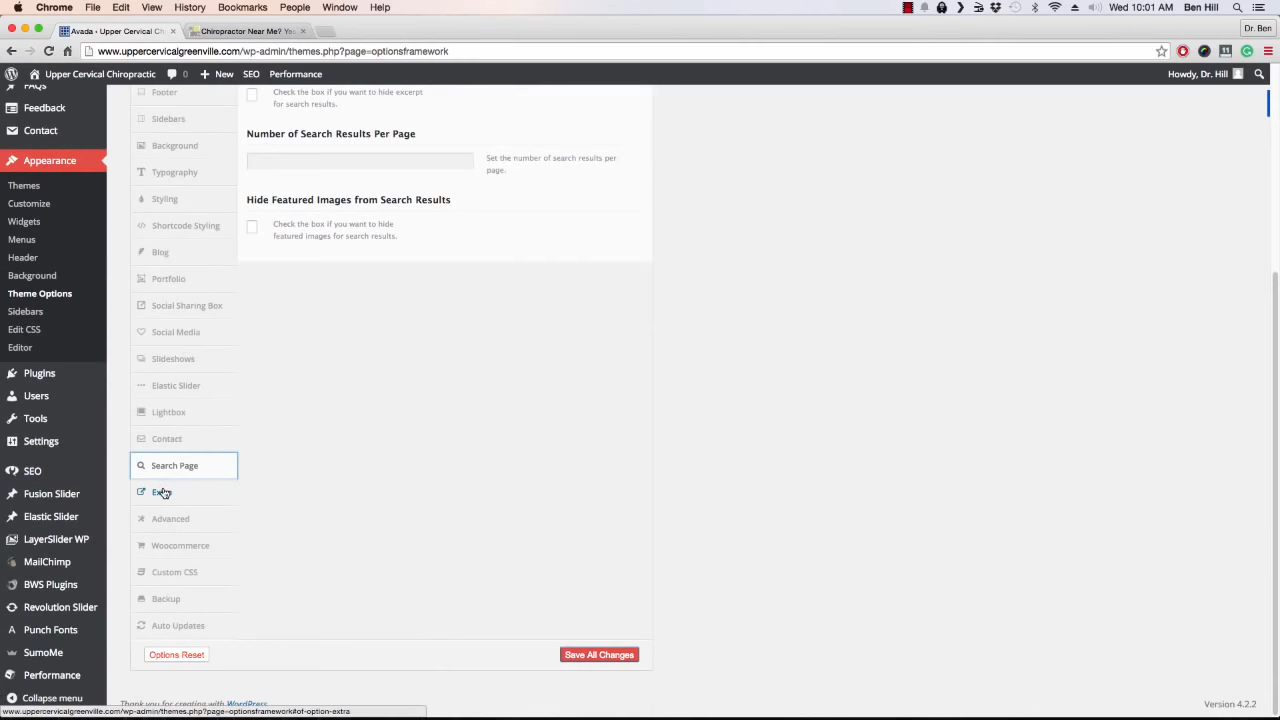 Chrome File Edit View History Bookmarks People Window Help
Wed 10:01 AM Ben Hill
Avada - Upper Cervical Ch
Chiropractor Near Me? Yes
Dr. Ben
www.uppercervicalgreenville.com/wp-admin/themes.php?page=optionsframework
Upper Cervical Chiropractic 0 New SEO Performance
Howdy, Dr. Hill
FAQs
Feedback
Contact
Appearance
Themes
Customize
Widgets
Menus
Header
Background
Theme Options
Sidebars
Edit CSS
Editor
Plugins
Users
Tools
Settings
SEO
Fusion Slider
Elastic Slider
LayerSlider WP
MailChimp
BWS Plugins
Revolution Slider
Punch Fonts
SumoMe
Performance
Collapse menu
Footer
Sidebars
Background
Typography
Styling
Shortcode Styling
Blog
Portfolio
Social Sharing Box
Social Media
Slideshows
Elastic Slider
Lightbox
Contact
Search Page
Advanced
Woocommerce
Custom CSS
Backup
Auto Updates
Check the box if you want to hide excerpt
for search results.
Number of Search Results Per Page
Set the number of search results per
page.
Hide Featured Images from Search Results
Check the box if you want to hide
featured images for search results.
Options Reset
Save All Changes
Thank you for creating with WordPress.
Version 4.2.2
www.uppercervicalgreenville.com/wp-admin/themes.php?page=optionsframework#of-option-extra